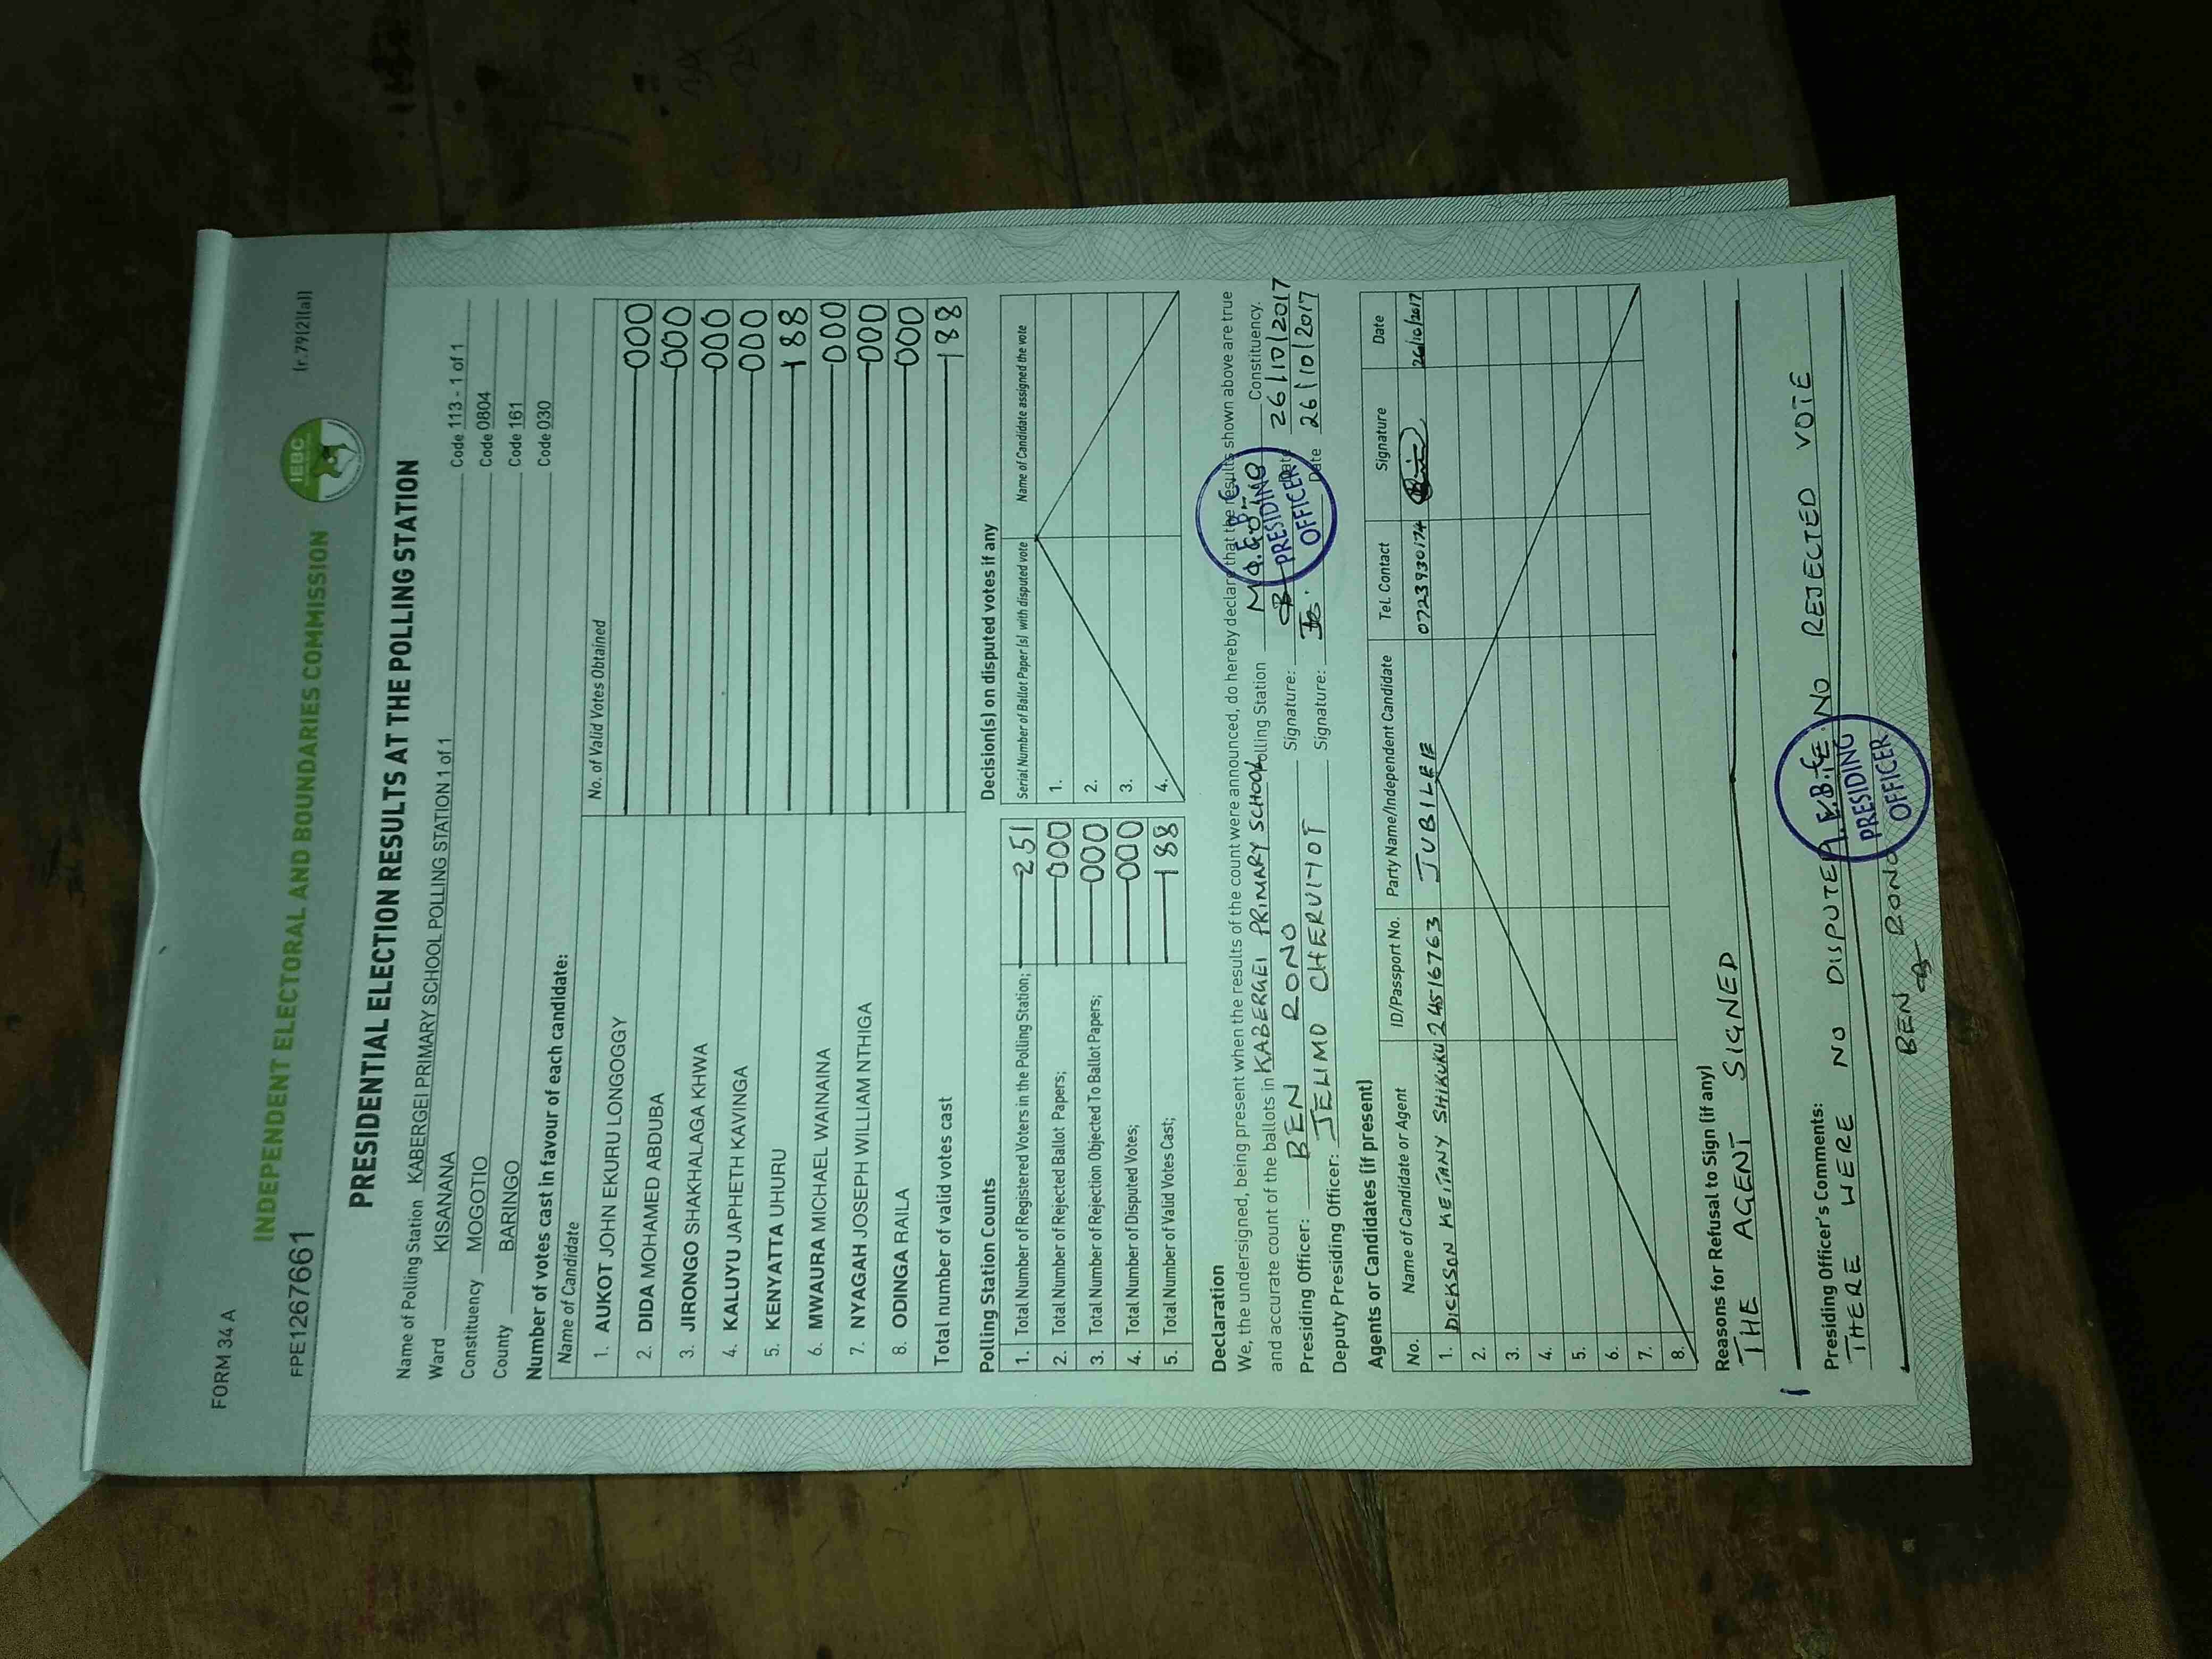 FORM 34 A
INDEPENDENT ELECTORAL AND BOUNDARIES COMMISSION
IEBC
FPE1267661
(r.79(2)(a))
PRESIDENTIAL ELECTION RESULTS AT THE POLLING STATION
Name of Polling Station KABERGEI PRIMARY SCHOOL POLLING STATION 1 of 1 Code 113 - 1 of 1
Ward KISANANA Code 0804
Constituency MOGOTIO Code 161
County BARINGO Code 030
Number of votes cast in favour of each candidate:
Name of Candidate No. of Valid Votes Obtained
1. AUKOT JOHN EKURU LONGOGGY 000
2. DIDA MOHAMED ABDUBA 000
3. JIRONGO SHAKHALAGA KHWA 000
4. KALUYU JAPHETH KAVINGA 000
5. KENYATTA UHURU 188
6. MWAURA MICHAEL WAINAINA 000
7. NYAGAH JOSEPH WILLIAM NTHIGA 000
8. ODINGA RAILA 000
Total number of valid votes cast 188
Polling Station Counts
1. Total Number of Registered Voters in the Polling Station; 251
2. Total Number of Rejected Ballot Papers; 000
3. Total Number of Rejection Objected To Ballot Papers; 000
4. Total Number of Disputed Votes; 000
5. Total Number of Valid Votes Cast; 188
Decision(s) on disputed votes if any
Serial Number of Ballot Paper(s) with disputed vote Name of Candidate assigned the vote
1.
2.
3.
4.
Declaration
We, the undersigned, being present when the results of the count were announced, do hereby declare that the results shown above are true
and accurate count of the ballots in KABERGEI PRIMARY SCHOOL Polling Station MOGOTIO Constituency.
Presiding Officer: BEN RONO Signature: Date 26/10/2017
Deputy Presiding Officer: JELIMO CHERUIYOT Signature: Date 26/10/2017
I.E.B.C.
PRESIDING
OFFICER
Agents or Candidates (if present)
No. Name of Candidate or Agent ID/Passport No. Party Name/Independent Candidate Tel. Contact Signature Date
1. DICKSON KEITANY SHIKUKU 24516763 JUBILEE 0723930174 26/10/2017
2.
3.
4.
5.
6.
7.
8.
Reasons for Refusal to Sign (if any)
THE AGENT SIGNED
Presiding Officer's Comments:
THERE WERE NO DISPUTED NO REJECTED VOTE
I.E.B.C.
PRESIDING
OFFICER
BEN RONO